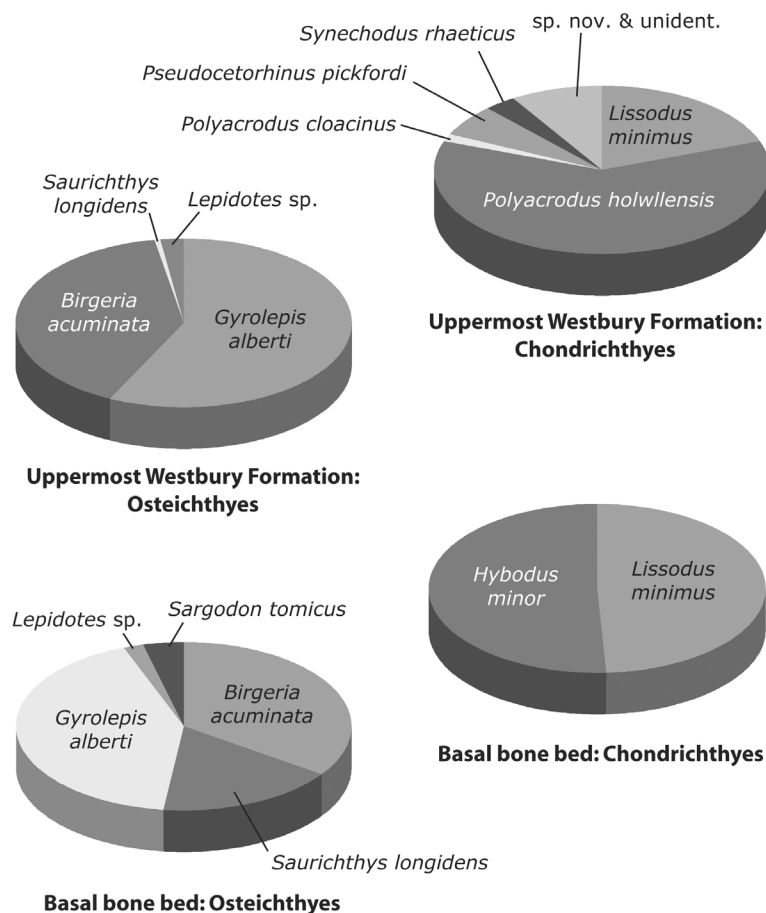 sp. nov. & unident.
Synechodus rhaeticus
Pseudocetorhinus pickfordi
Polyacrodus cloacinus
Lissodus
minimus
Polyacrodus holwllensis
Uppermost Westbury Formation:
Chondrichthyes
Saurichthys
longidens
Lepidotes sp.
Birgeria
acuminata
Gyrolepis
alberti
Uppermost Westbury Formation:
Osteichthyes
Hybodus
minor
Lissodus
minimus
Basal bone bed: Chondrichthyes
Lepidotes sp.
Sargodon tomicus
Birgeria
acuminata
Gyrolepis
alberti
Saurichthys longidens
Basal bone bed: Osteichthyes